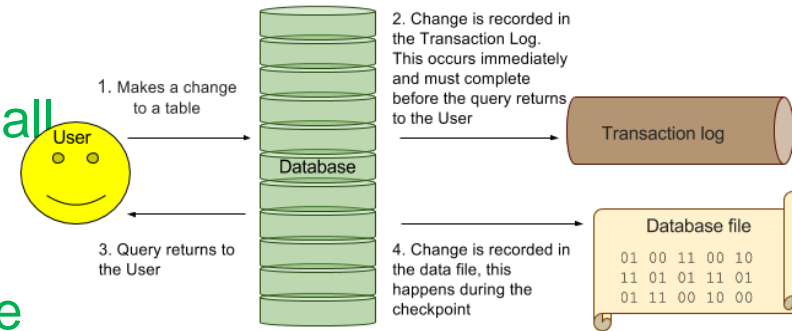 2. Change is recorded in
the Transaction Log.
This occurs immediately
and must complete
before the query returns
to the User
1. Makes a change
to a table
all
User
Transaction log
Database
3. Query returns to
the User
4. Change is recorded in
the data file, this
happens during the
checkpoint
Database file
01 00 11 00 10
11 01 01 11 01
01 11 00 10 00
e